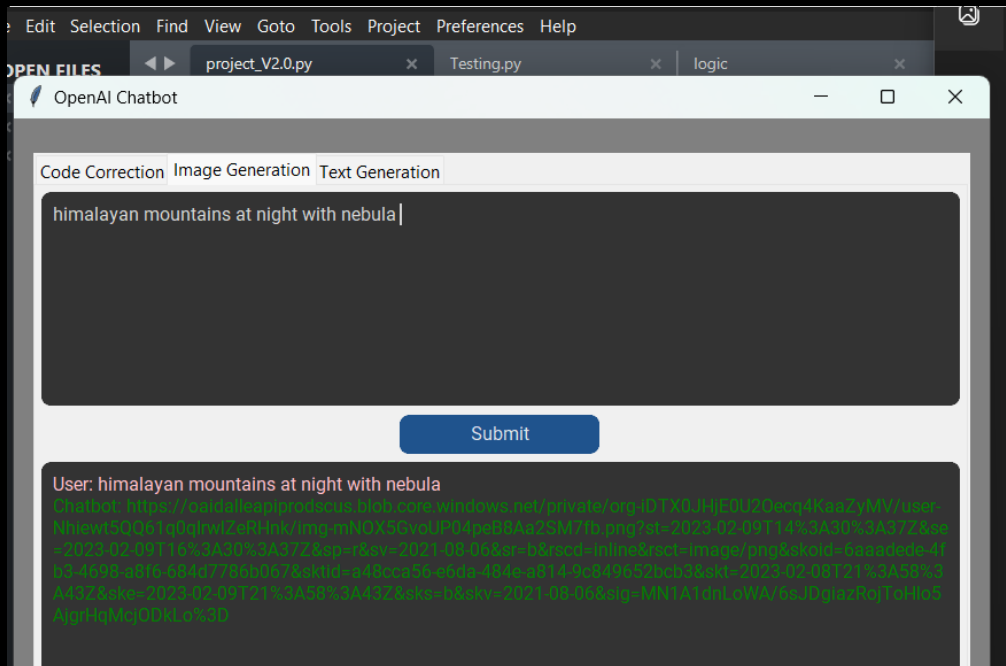 Edit Selection Find View Goto Tools Project Preferences Help
OPEN FILES
project_V2.0.py
Testing.py
logic
OpenAI Chatbot
Code Correction Image Generation Text Generation
himalayan mountains at night with nebula
Submit
User: himalayan mountains at night with nebula
Chatbot: https://oaidalleapiprodscus.blob.core.windows.net/private/org-iDTX0JHjE0U2Oecq4KaaZyMV/user-
Nhiewt5QQ61q0qIrwIZeRHnk/img-mNOX5GvoUP04peB8Aa2SM7fb.png?st=2023-02-09T14%3A30%3A37Z&se
=2023-02-09T16%3A30%3A37Z&sp=r&sv=2021-08-06&sr=b&rscd=inline&rsct=image/png&skoid=6aaadede-4f
b3-4698-a8f6-684d7786b067&sktid=a48cca56-e6da-484e-a814-9c849652bcb3&skt=2023-02-08T21%3A58%3
A43Z&ske=2023-02-09T21%3A58%3A43Z&sks=b&skv=2021-08-06&sig=MN1A1dnLoWA/6sJDgiazRojToHlo5
AjgrHqMcjODkLo%3D